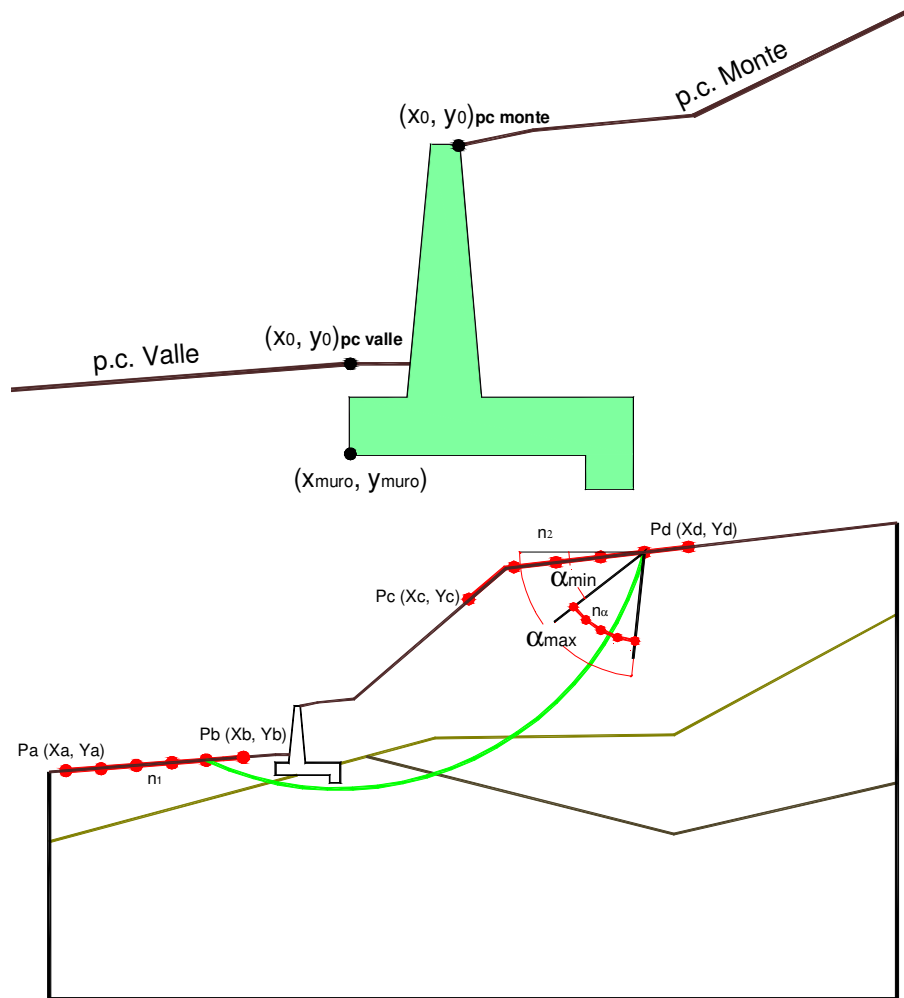 p.c. Monte
(x0, y0)pc monte
(x0, y0)pc valle
p.c. Valle
(xmuro, ymuro)
n2
Pd (Xd, Yd)
αmin
Pc (Xc, Yc)
nα
αmax
Pb (Xb, Yb)
Pa (Xa, Ya)
n1